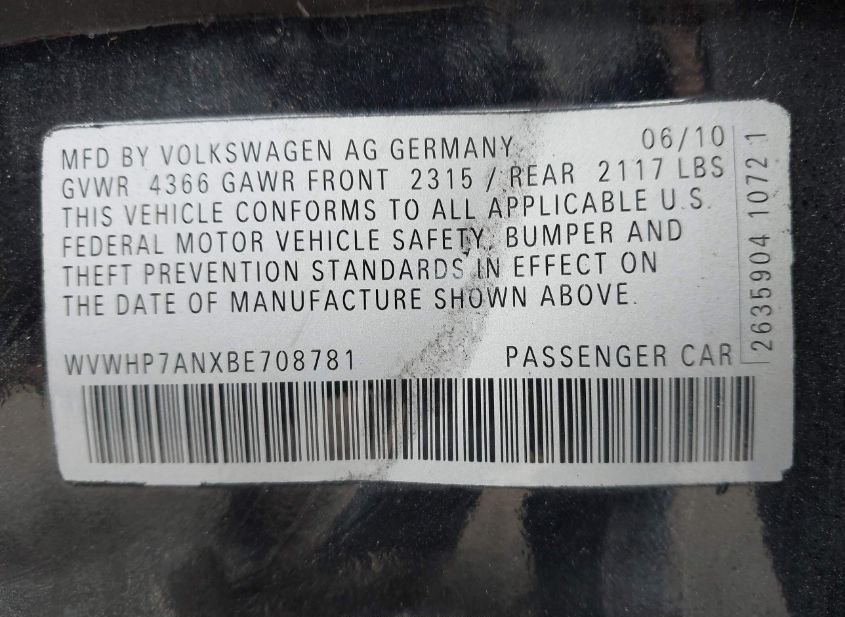 MFD BY VOLKSWAGEN AG GERMANY 06/10
GVWR 4366 GAWR FRONT 2315 / REAR 2117 LBS
THIS VEHICLE CONFORMS TO ALL APPLICABLE U.S.
FEDERAL MOTOR VEHICLE SAFETY, BUMPER AND
THEFT PREVENTION STANDARDS IN EFFECT ON
THE DATE OF MANUFACTURE SHOWN ABOVE.
WVWHP7ANXBE708781 PASSENGER CAR
2635904 1072 1